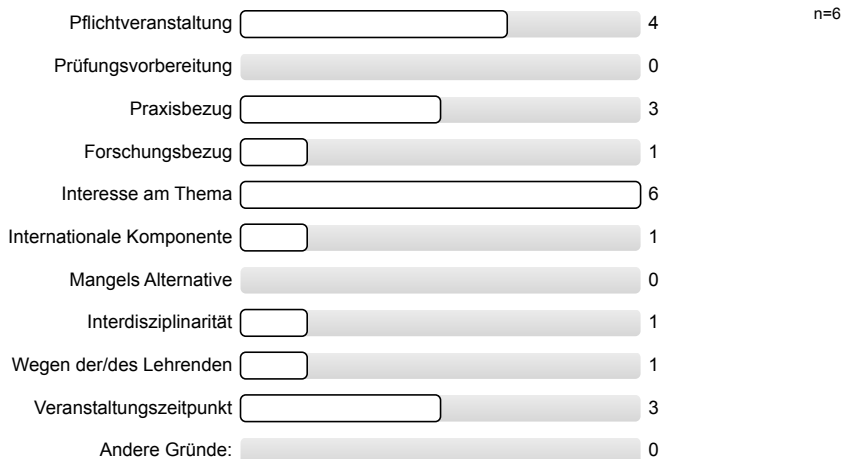 Pflichtveranstaltung 4 n=6
Prüfungsvorbereitung 0
Praxisbezug 3
Forschungsbezug 1
Interesse am Thema 6
Internationale Komponente 1
Mangels Alternative 0
Interdisziplinarität 1
Wegen der/des Lehrenden 1
Veranstaltungszeitpunkt 3
Andere Gründe: 0